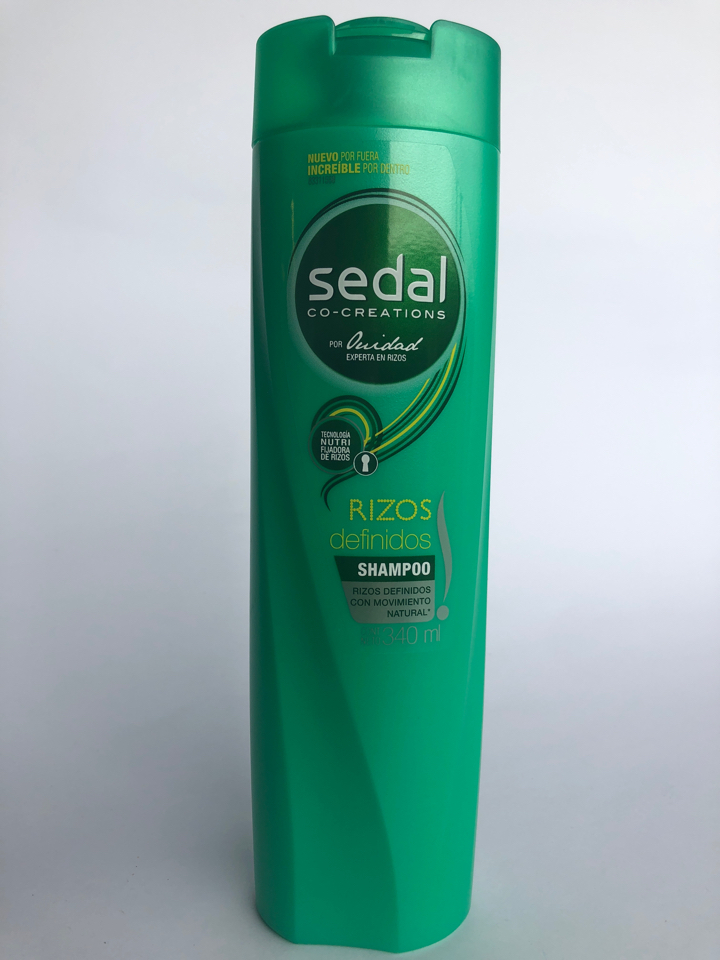 NUEVO POR FUERA
INCREÍBLE POR DENTRO
sedal
CO-CREATIONS
POR Ouidad
EXPERTA EN RIZOS
TECNOLOGÍA
NUTRI
FIJADORA
DE RIZOS
RIZOS
definidos
SHAMPOO
RIZOS DEFINIDOS
CON MOVIMIENTO
NATURAL*
340 ml